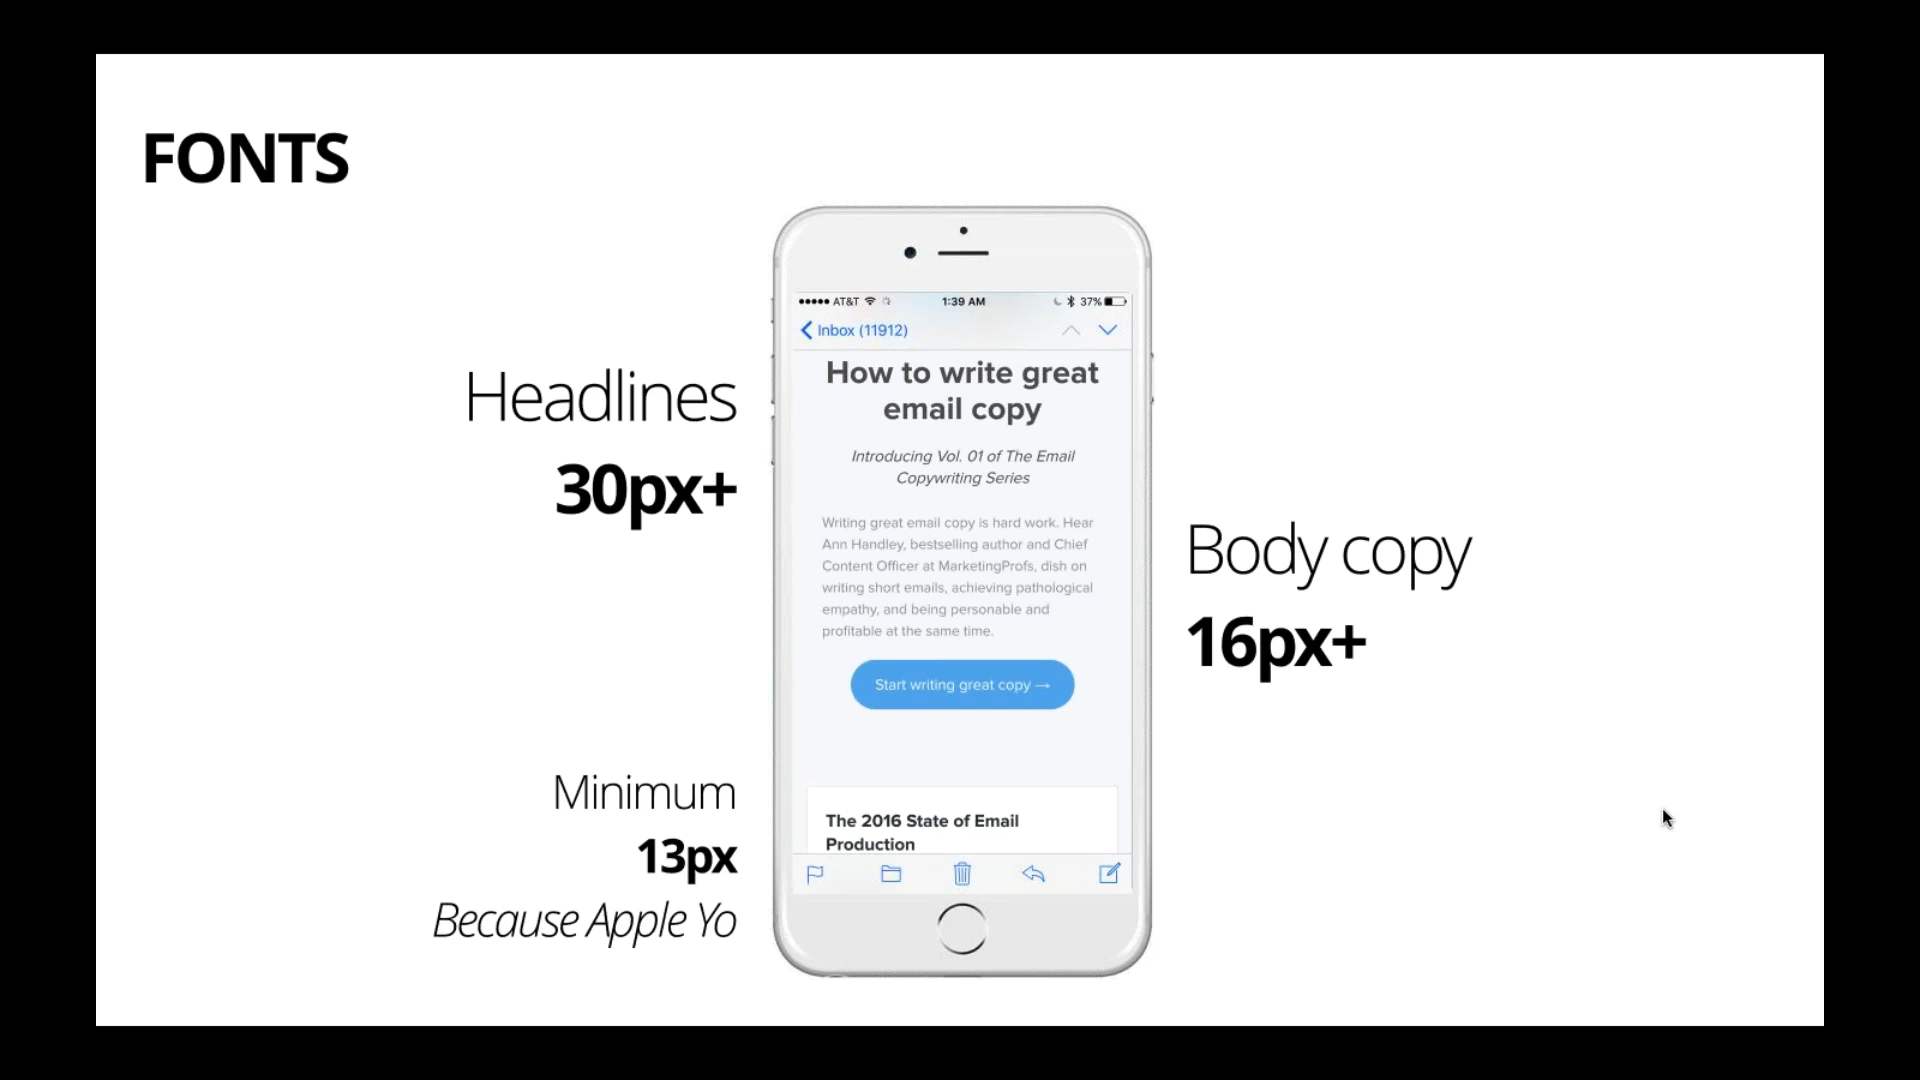 FONTS
Headlines
30px+
Minimum
13px
Because Apple Yo
AT&T
1:39 AM
37%
Inbox (11912)
How to write great
email copy
Introducing Vol. 01 of The Email
Copywriting Series
Writing great email copy is hard work. Hear
Ann Handley, bestselling author and Chief
Content Officer at MarketingProfs, dish on
writing short emails, achieving pathological
empathy, and being personable and
profitable at the same time.
Start writing great copy →
The 2016 State of Email
Production
Body copy
16px+